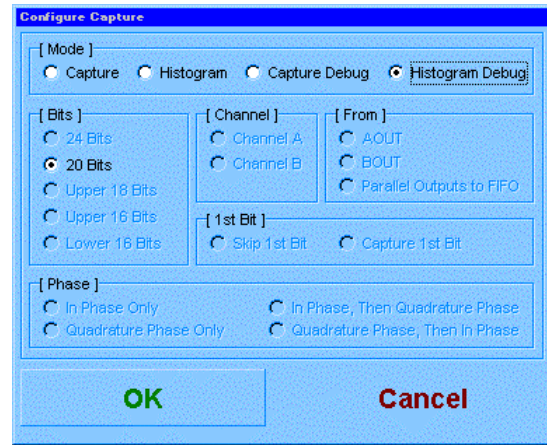 Configure Capture
[ Mode ]
Capture Histogram Capture Debug Histogram Debug
[ Bits ]
24 Bits
20 Bits
Upper 18 Bits
Upper 16 Bits
Lower 16 Bits
[ Channel ]
Channel A
Channel B
[ From ]
AOUT
BOUT
Parallel Outputs to FIFO
[ 1st Bit ]
Skip 1st Bit Capture 1st Bit
[ Phase ]
In Phase Only In Phase, Then Quadrature Phase
Quadrature Phase Only Quadrature Phase, Then In Phase
OK Cancel